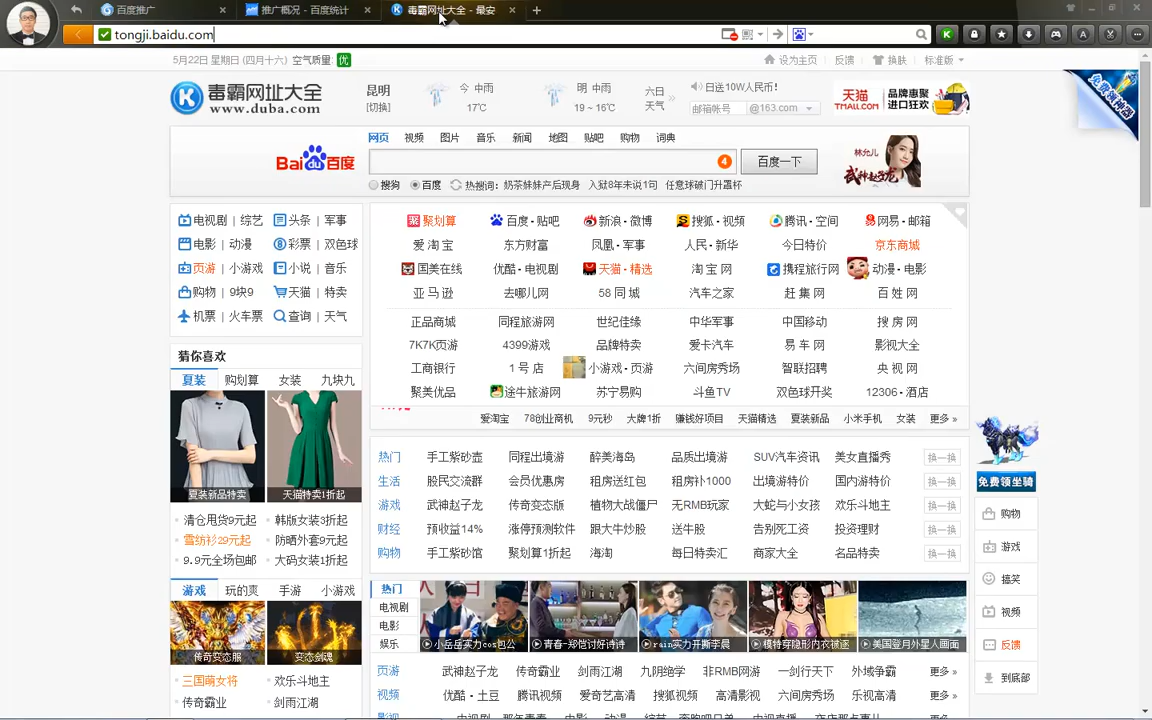 百度推广
推广概况 - 百度统计
毒霸网址大全 - 最安
tongji.baidu.com
5月22日 星期日 (四月十六) 空气质量: 优
设为主页 反馈 换肤 标准版
毒霸网址大全
www.duba.com
昆明
[切换]
今 中雨
17℃
明 中雨
19 ~ 16℃
六日
天气
日送10W人民币!
邮箱帐号 @163.com
天猫
TMALL.COM
品牌惠聚
进口狂欢
网页 视频 图片 音乐 新闻 地图 贴吧 购物 词典
Bai du 百度
4
百度一下
林允儿
武神赵子龙
搜狗 百度 热搜词: 奶茶妹妹产后现身 入狱8年未说1句 任意球破门升罍杯
电视剧 | 综艺 头条 | 军事
电影 | 动漫 彩票 | 双色球
页游 | 小游戏 小说 | 音乐
购物 | 9块9 天猫 | 特卖
机票 | 火车票 查询 | 天气
聚划算 百度 · 贴吧 新浪 · 微博 搜狐 · 视频 腾讯 · 空间 网易 · 邮箱
爱 淘 宝 东方财富 凤凰 · 军事 人民 · 新华 今日特价 京东商城
国美在线 优酷 · 电视剧 天猫 · 精选 淘 宝 网 携程旅行网 动漫 · 电影
亚 马 逊 去哪儿网 58 同 城 汽车之家 赶 集 网 百 姓 网
正品商城 同程旅游网 世纪佳缘 中华军事 中国移动 搜 房 网
7K7K页游 4399游戏 品牌特卖 爱卡汽车 易 车 网 影视大全
工商银行 1 号 店 小游戏 · 页游 六间房秀场 智联招聘 央 视 网
聚美优品 途牛旅游网 苏宁易购 斗鱼TV 双色球开奖 12306 · 酒店
爱淘宝 788创业商机 9元秒 大牌1折 赚钱好项目 天猫精选 夏装新品 小米手机 女装 更多 »
猜你喜欢
夏装 购划算 女装 九块九
夏装新品特卖 天猫特卖1折起
清仓甩货9元起 韩版女装3折起
雪纺衫29元起 防晒外套9元起
9.9元全场包邮 大码女装1折起
热门 手工紫砂壶 同程出境游 醉美海岛 品质出境游 SUV汽车资讯 美女直播秀 换一换
生活 股民交流群 会员优惠房 租房送红包 租房补1000 出境游特价 国内游特价 换一换
游戏 武神赵子龙 传奇变态版 植物大战僵尸 无RMB玩家 大蛇与小孩 欢乐斗地主 换一换
财经 预收益14% 涨停预测软件 跟大牛炒股 送牛股 告别死工资 投资理财 换一换
购物 手工紫砂馆 聚划算1折起 海淘 每日特卖汇 商家大全 名品特卖 换一换
免费领坐骑
购物
游戏
搞笑
视频
反馈
到底部
游戏 玩的爽 手游 小游戏
传奇变态服 变态剑魂
三国萌女将 欢乐斗地主
传奇霸业 剑雨江湖
热门
电视剧
电影
娱乐
小岳岳实力cos包公 青春-郑恺讨好诗诗 rain实力开撕李晨 模特穿隐形内衣被逐 美国登月外星人画面
页游 武神赵子龙 传奇霸业 剑雨江湖 九阴绝学 非RMB网游 一剑行天下 外域争霸 更多 »
视频 优酷 · 土豆 腾讯视频 爱奇艺高清 搜狐视频 高清影视 六间房秀场 乐视高清 更多 »